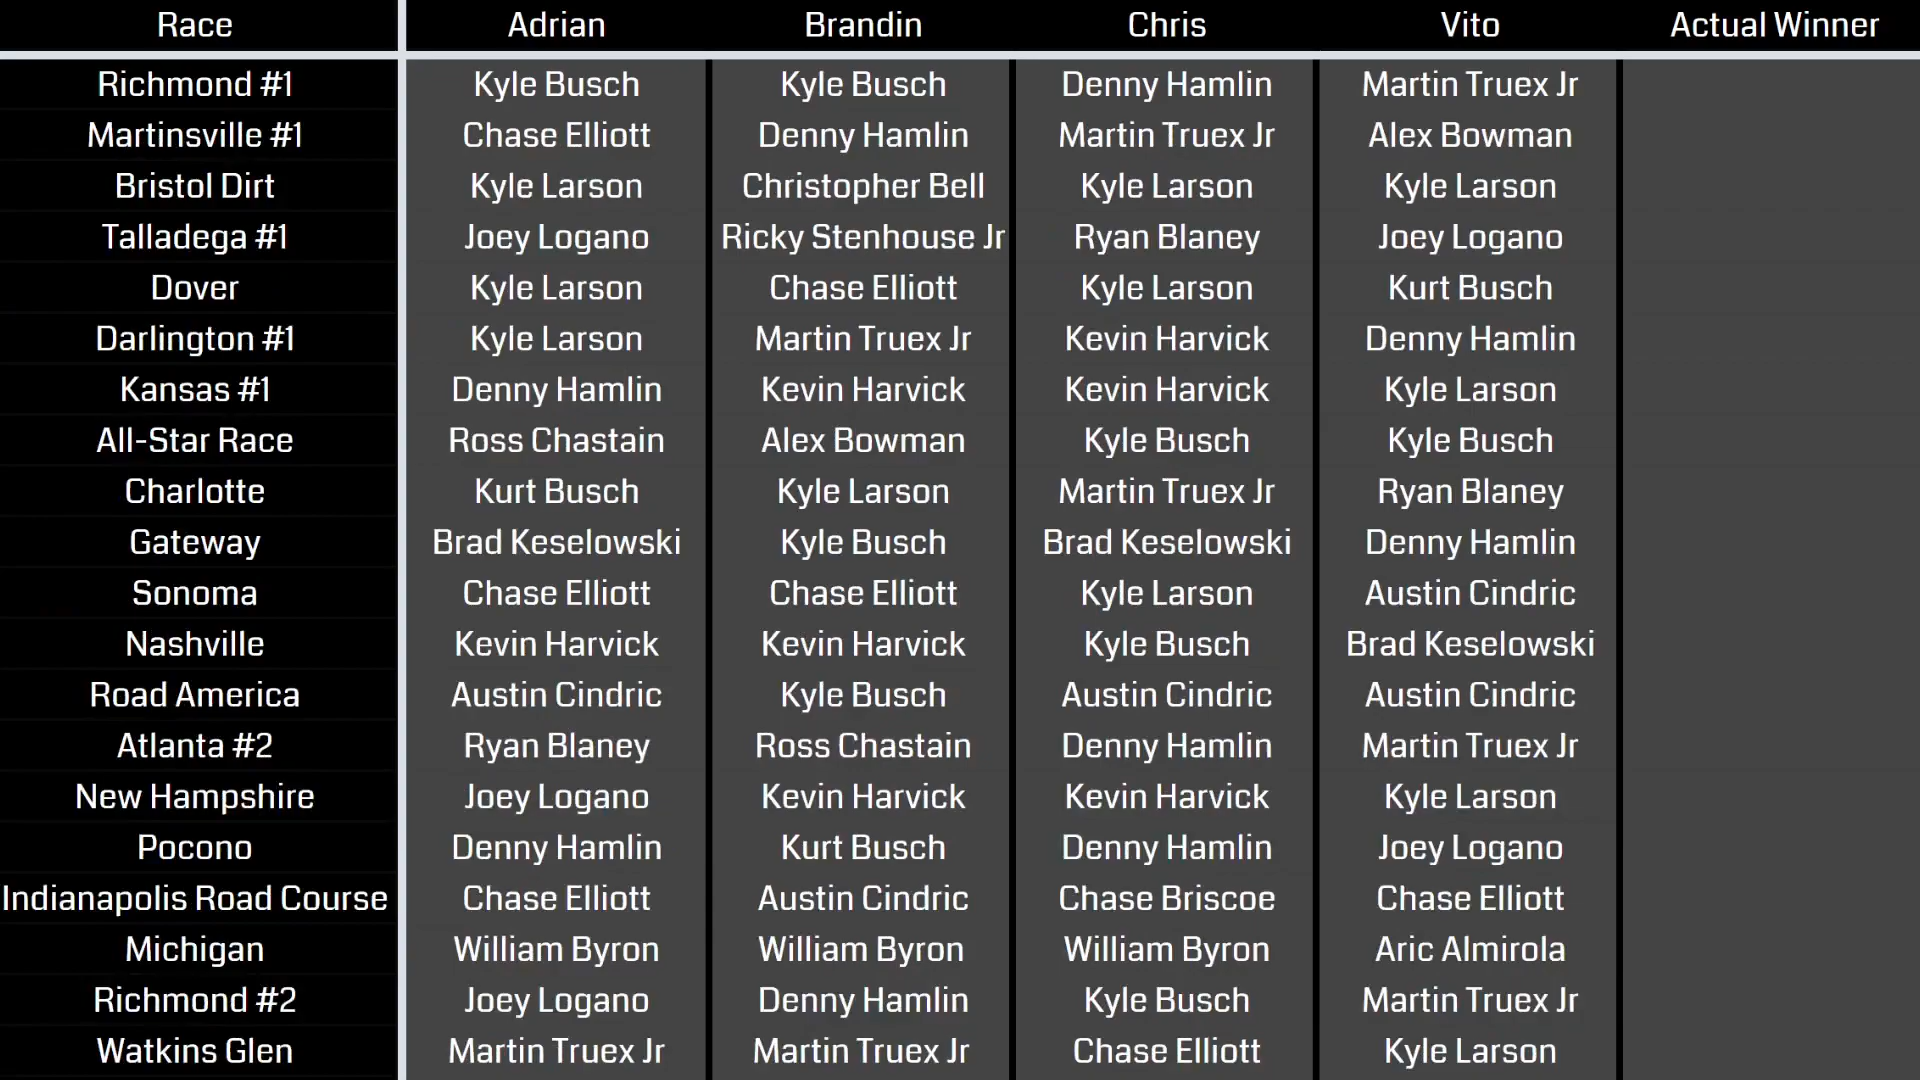 Race Adrian Brandin Chris Vito Actual Winner
Richmond #1 Kyle Busch Kyle Busch Denny Hamlin Martin Truex Jr
Martinsville #1 Chase Elliott Denny Hamlin Martin Truex Jr Alex Bowman
Bristol Dirt Kyle Larson Christopher Bell Kyle Larson Kyle Larson
Talladega #1 Joey Logano Ricky Stenhouse Jr Ryan Blaney Joey Logano
Dover Kyle Larson Chase Elliott Kyle Larson Kurt Busch
Darlington #1 Kyle Larson Martin Truex Jr Kevin Harvick Denny Hamlin
Kansas #1 Denny Hamlin Kevin Harvick Kevin Harvick Kyle Larson
All-Star Race Ross Chastain Alex Bowman Kyle Busch Kyle Busch
Charlotte Kurt Busch Kyle Larson Martin Truex Jr Ryan Blaney
Gateway Brad Keselowski Kyle Busch Brad Keselowski Denny Hamlin
Sonoma Chase Elliott Chase Elliott Kyle Larson Austin Cindric
Nashville Kevin Harvick Kevin Harvick Kyle Busch Brad Keselowski
Road America Austin Cindric Kyle Busch Austin Cindric Austin Cindric
Atlanta #2 Ryan Blaney Ross Chastain Denny Hamlin Martin Truex Jr
New Hampshire Joey Logano Kevin Harvick Kevin Harvick Kyle Larson
Pocono Denny Hamlin Kurt Busch Denny Hamlin Joey Logano
Indianapolis Road Course Chase Elliott Austin Cindric Chase Briscoe Chase Elliott
Michigan William Byron William Byron William Byron Aric Almirola
Richmond #2 Joey Logano Denny Hamlin Kyle Busch Martin Truex Jr
Watkins Glen Martin Truex Jr Martin Truex Jr Chase Elliott Kyle Larson